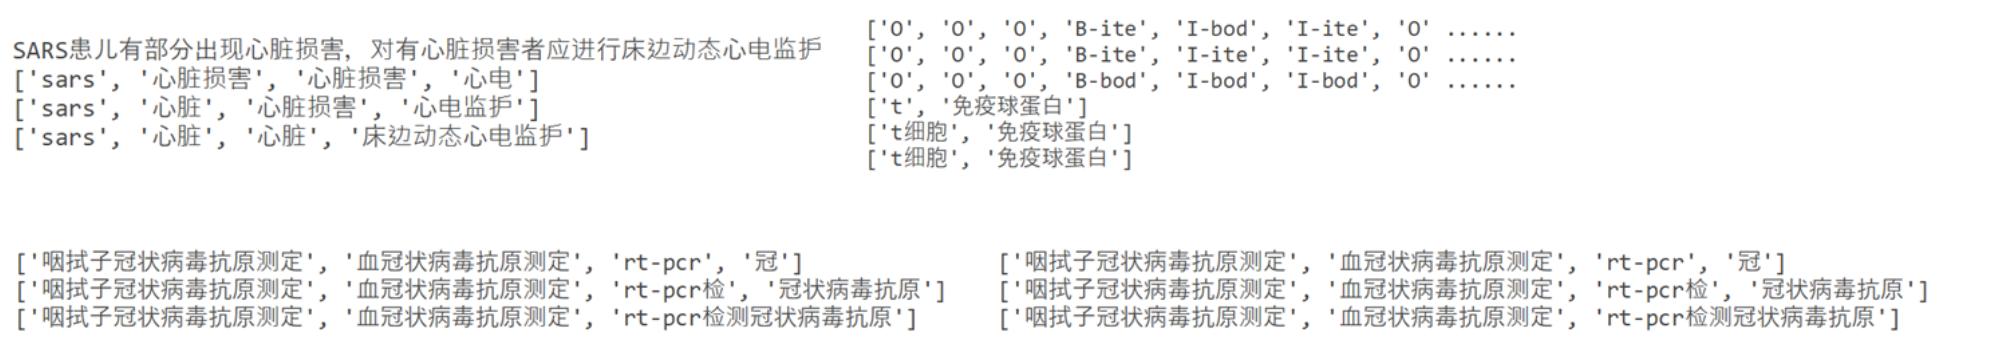 SARS患儿有部分出现心脏损害，对有心脏损害者应进行床边动态心电监护
['sars', '心脏损害', '心脏损害', '心电']
['sars', '心脏', '心脏损害', '心电监护']
['sars', '心脏', '心脏', '床边动态心电监护']
['O', 'O', 'O', 'B-ite', 'I-bod', 'I-ite', 'O' ......
['O', 'O', 'O', 'B-ite', 'I-ite', 'I-ite', 'O' ......
['O', 'O', 'O', 'B-bod', 'I-bod', 'I-bod', 'O' ......
['t', '免疫球蛋白']
['t细胞', '免疫球蛋白']
['t细胞', '免疫球蛋白']
['咽拭子冠状病毒抗原测定', '血冠状病毒抗原测定', 'rt-pcr', '冠']
['咽拭子冠状病毒抗原测定', '血冠状病毒抗原测定', 'rt-pcr检', '冠状病毒抗原']
['咽拭子冠状病毒抗原测定', '血冠状病毒抗原测定', 'rt-pcr检测冠状病毒抗原']
['咽拭子冠状病毒抗原测定', '血冠状病毒抗原测定', 'rt-pcr', '冠']
['咽拭子冠状病毒抗原测定', '血冠状病毒抗原测定', 'rt-pcr检', '冠状病毒抗原']
['咽拭子冠状病毒抗原测定', '血冠状病毒抗原测定', 'rt-pcr检测冠状病毒抗原']